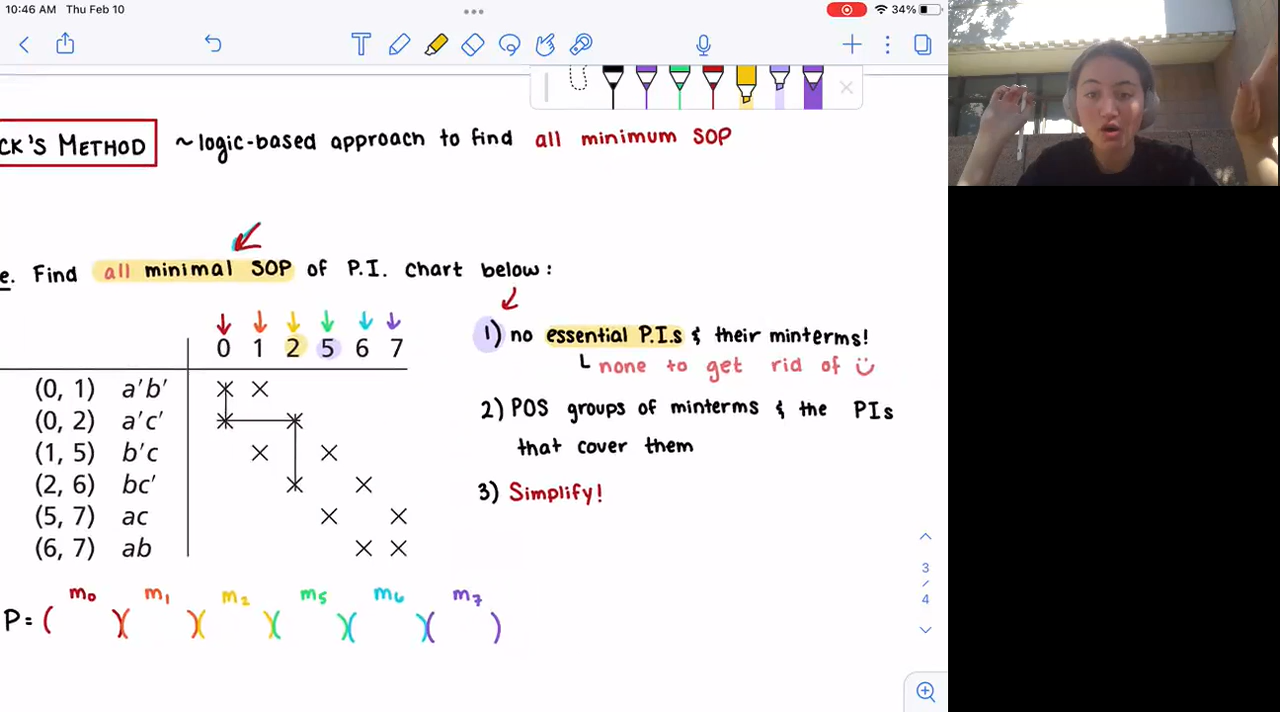 10:46 AM Thu Feb 10
34%
CK'S METHOD ~logic-based approach to find all minimum SOP
e. Find all minimal SOP of P.I. Chart below:
0 1 2 5 6 7
(0, 1) a'b'
(0, 2) a'c'
(1, 5) b'c
(2, 6) bc'
(5, 7) ac
(6, 7) ab
1) no essential P.I.s & their minterms!
none to get rid of
2) POS groups of minterms & the PIs
that cover them
3) Simplify!
m₀ m₁ m₂ m₅ m₆ m₇
P = ( )( )( )( )( )( )
3
/
4